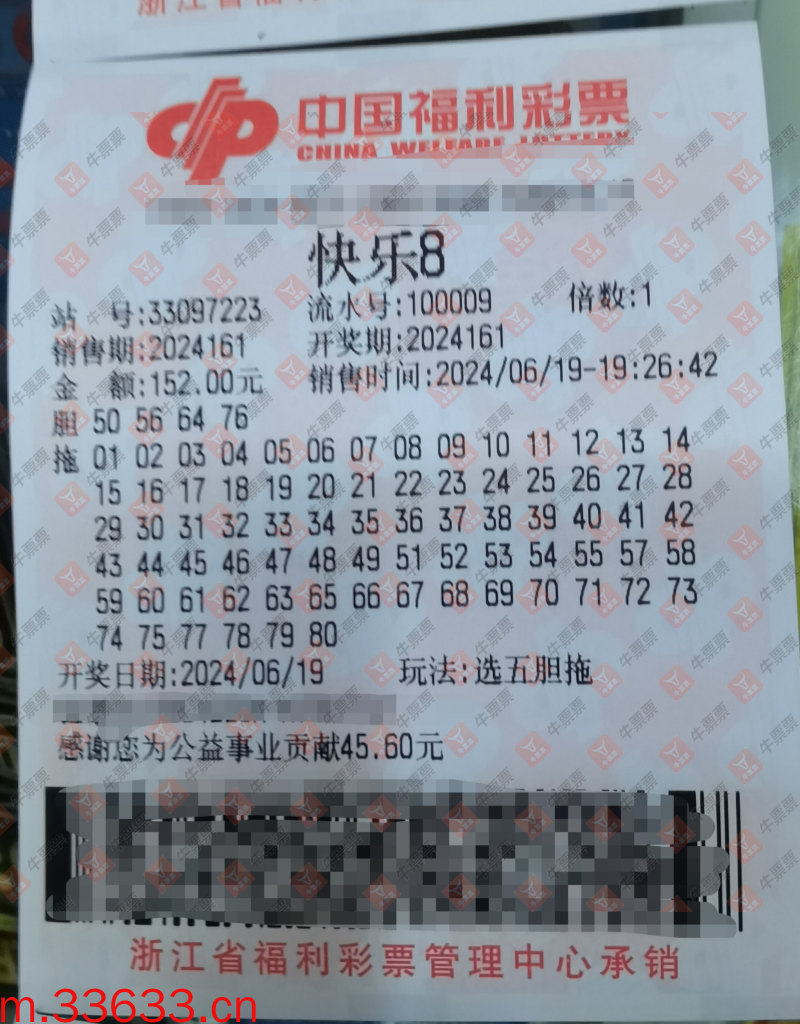 浙江省福利
中国福利彩票
CHINA WELFARE LOTTERY
快乐8
站 号:33097223 流水号:100009 倍数:1
销售期:2024161 开奖期:2024161
金 额:152.00元 销售时间:2024/06/19-19:26:42
胆 50 56 64 76
拖 01 02 03 04 05 06 07 08 09 10 11 12 13 14
15 16 17 18 19 20 21 22 23 24 25 26 27 28
29 30 31 32 33 34 35 36 37 38 39 40 41 42
43 44 45 46 47 48 49 51 52 53 54 55 57 58
59 60 61 62 63 65 66 67 68 69 70 71 72 73
74 75 77 78 79 80
开奖日期:2024/06/19 玩法:选五胆拖
感谢您为公益事业贡献45.60元
浙江省福利彩票管理中心承销
m.33633.cn
牛票票